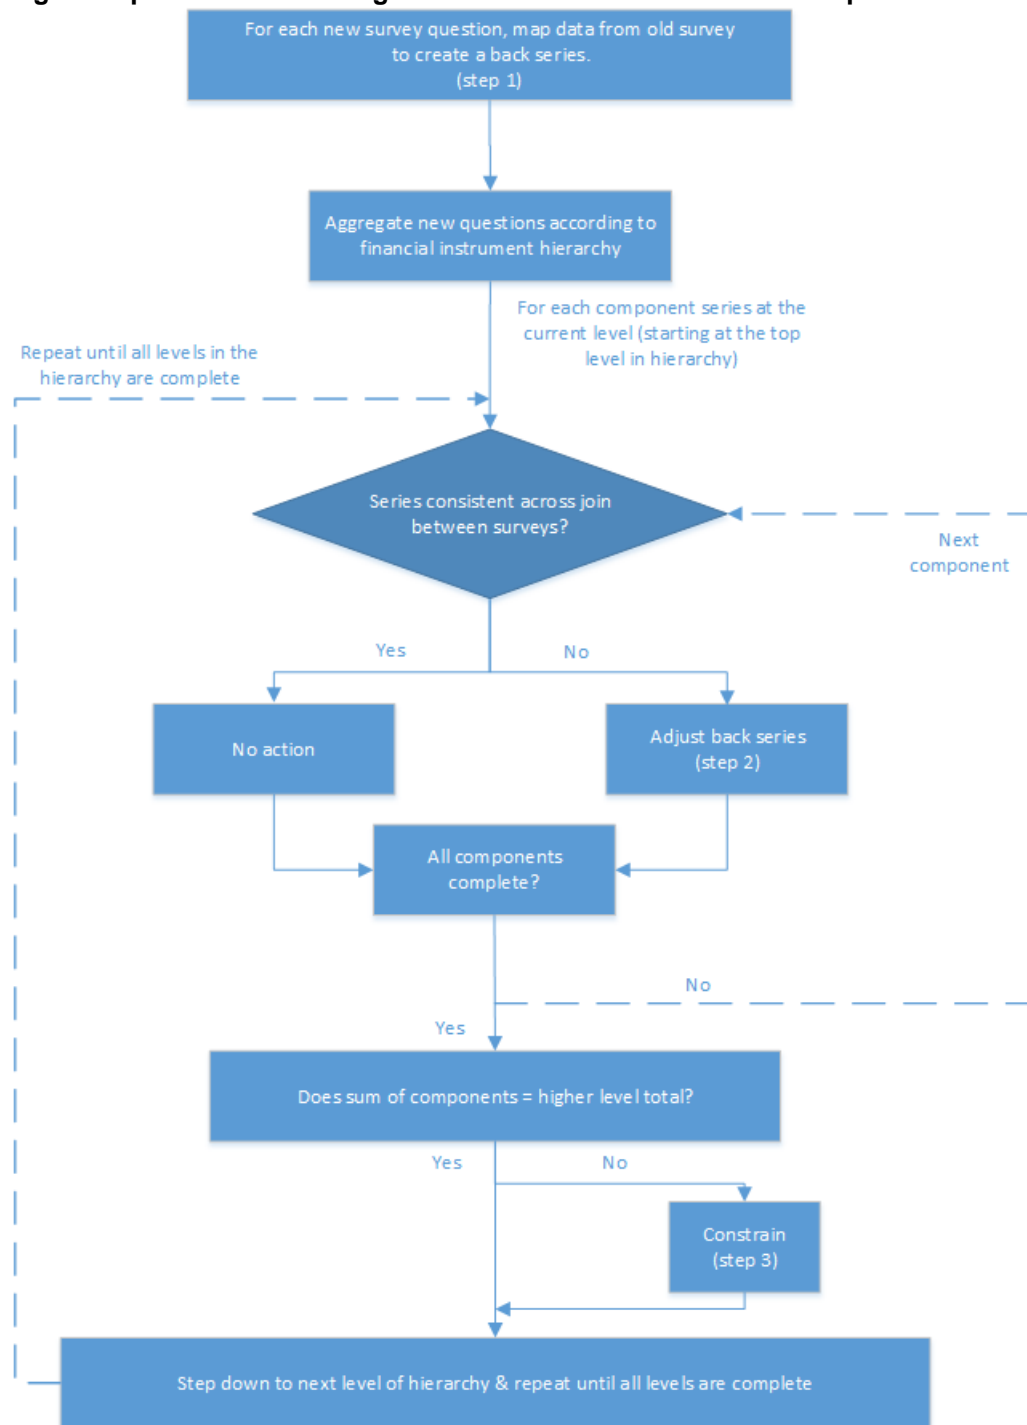 For each new survey question, map data from old survey
to create a back series.
(step 1)
Aggregate new questions according to
financial instrument hierarchy
For each component series at the
current level (starting at the top
level in hierarchy)
Repeat until all levels in the
hierarchy are complete
Series consistent across join
between surveys?
Next
component
Yes
No
No action
Adjust back series
(step 2)
All components
complete?
No
Yes
Does sum of components = higher level total?
Yes
No
Constrain
(step 3)
Step down to next level of hierarchy & repeat until all levels are complete